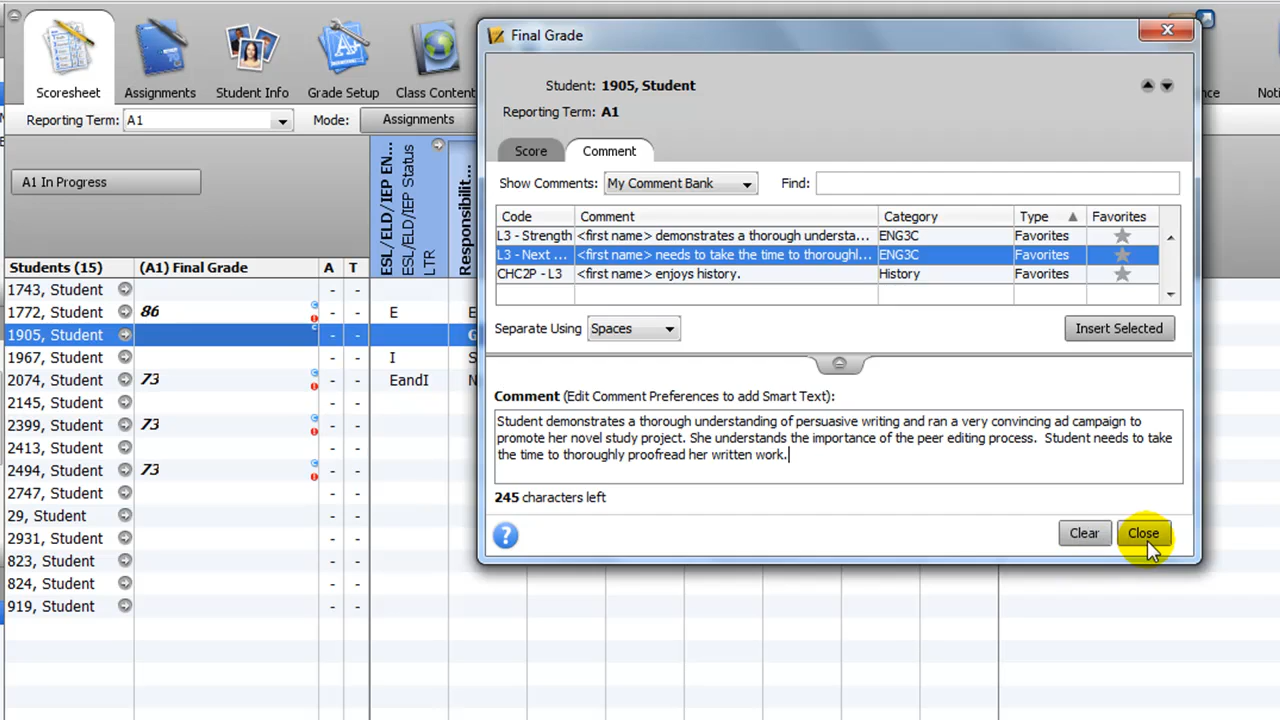 Final Grade
Scoresheet
Assignments
Student Info
Grade Setup
Class Content
Reporting Term: A1
Mode: Assignments
A1 In Progress
ESL/ELD/IEP EN...
ESL/ELD/IEP Status
LTR
Responsibilit...
Students (15) (A1) Final Grade A T
1743, Student - -
1772, Student 86 - - E
1905, Student - -
1967, Student - - I
2074, Student 73 - - EandI
2145, Student - -
2399, Student 73 - -
2413, Student - -
2494, Student 73 - -
2747, Student - -
29, Student - -
2931, Student - -
823, Student - -
824, Student - -
919, Student - -
Student: 1905, Student
Reporting Term: A1
Score Comment
Show Comments: My Comment Bank Find:
Code Comment Category Type Favorites
L3 - Strength <first name> demonstrates a thorough understa... ENG3C Favorites
L3 - Next ... <first name> needs to take the time to thoroughl... ENG3C Favorites
CHC2P - L3 <first name> enjoys history. History Favorites
Separate Using Spaces Insert Selected
Comment (Edit Comment Preferences to add Smart Text):
Student demonstrates a thorough understanding of persuasive writing and ran a very convincing ad campaign to
promote her novel study project. She understands the importance of the peer editing process.  Student needs to take
the time to thoroughly proofread her written work.
245 characters left
? Clear Close